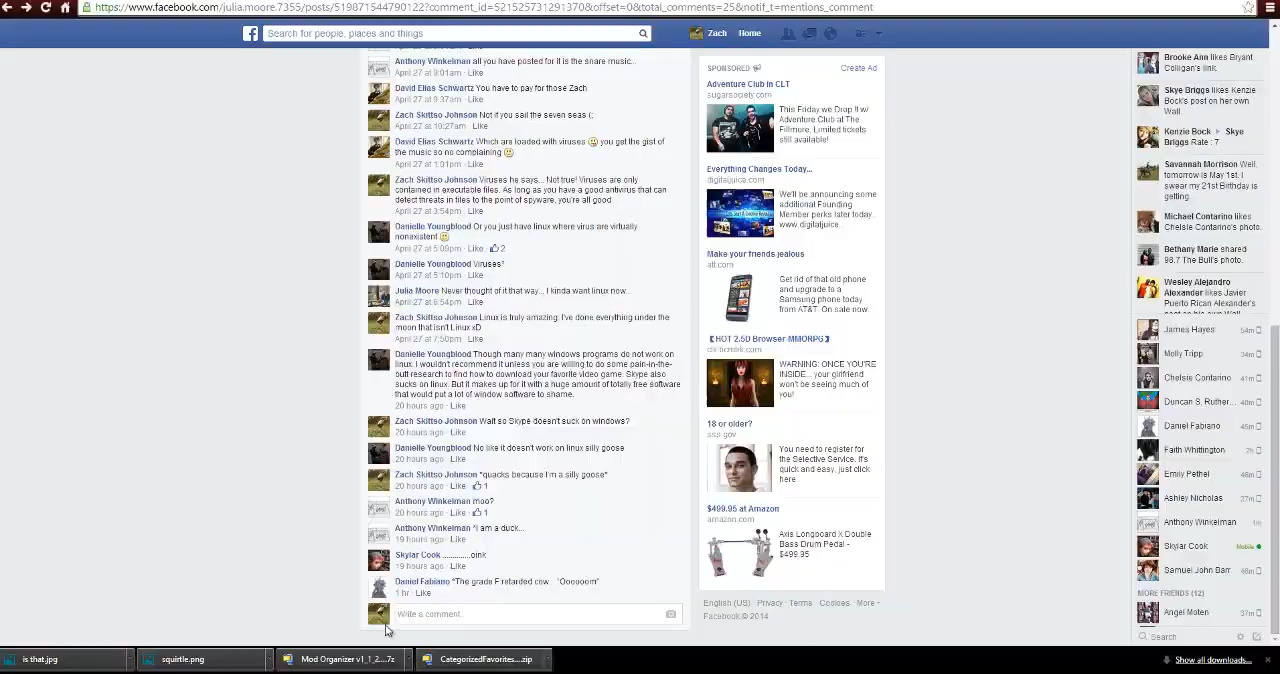 https://www.facebook.com/julia.moore.7355/posts/519871544790122?comment_id=521525731291370&offset=0&total_comments=25&notif_t=mentions_comment
Search for people, places and things
Zach Home
Anthony Winkelman all you have posted for it is the snare music...
April 27 at 9:01am · Like
David Elias Schwartz You have to pay for those Zach
April 27 at 9:37am · Like
Zach Skittso Johnson Not if you sail the seven seas (;
April 27 at 10:27am · Like
David Elias Schwartz Which are loaded with viruses you get the gist
of the music so no complaining
April 27 at 1:01pm · Like
Zach Skittso Johnson Viruses he says... Not true! Viruses are only
contained in executable files. As long as you have a good antivirus that can
detect threats in files to the point of spyware, you're all good
April 27 at 3:54pm · Like
Danielle Youngblood Or you just have linux where virus are virtually
nonexistent
April 27 at 5:09pm · Like · 2
Danielle Youngblood Viruses*
April 27 at 5:10pm · Like
Julia Moore Never thought of it that way... I kinda want linux now...
April 27 at 6:54pm · Like
Zach Skittso Johnson Linux is truly amazing. I've done everything under the
moon that isn't Linux xD
April 27 at 7:50pm · Like
Danielle Youngblood Though many many windows programs do not work on
linux. I wouldn't recommend it unless you are willing to do some pain-in-the-
butt research to find how to download your favorite video game. Skype also
sucks on linux. But it makes up for it with a huge amount of totally free software
that would put a lot of window software to shame.
20 hours ago · Like
Zach Skittso Johnson Wait so Skype doesn't suck on windows?
20 hours ago · Like
Danielle Youngblood No like it doesn't work on linux silly goose
20 hours ago · Like
Zach Skittso Johnson *quacks because I'm a silly goose*
20 hours ago · Like · 1
Anthony Winkelman moo?
20 hours ago · Like · 1
Anthony Winkelman *I am a duck...
19 hours ago · Like
Skylar Cook ..............oink
19 hours ago · Like
Daniel Fabiano *The grade F retarded cow... "Oooooom"
1 hr · Like
Write a comment...
SPONSORED
Create Ad
Adventure Club in CLT
sugarsociety.com
This Friday we Drop !! w/
Adventure Club at The
Fillmore. Limited tickets
still available!
Everything Changes Today...
digitaljuice.com
We'll be announcing some
additional Founding
Member perks later today.
www.digitaljuice.com
Make your friends jealous
att.com
Get rid of that old phone
and upgrade to a
Samsung phone today
from AT&T. On sale now.
【HOT 2.5D Browser-MMORPG】
WARNING: ONCE YOU'RE
INSIDE... your girlfriend
won't be seeing much of
you!
18 or older?
sss.gov
You need to register for
the Selective Service. It's
quick and easy, just click
here
$499.95 at Amazon
amazon.com
Axis Longboard X Double
Bass Drum Pedal -
$499.95
English (US) · Privacy · Terms · Cookies · More
Facebook © 2014
Brooke Ann likes Bryant
Colligan's link.
Skye Briggs likes Kenzie
Bock's post on her own
Wall.
Kenzie Bock ▸ Skye
Briggs Rate : 7
Savannah Morrison Well,
tomorrow is May 1st. I
swear my 21st Birthday is
getting...
Michael Contarino likes
Chelsie Contarino's photo.
Bethany Marie shared
98.7 The Bull's photo.
Wesley Alejandro
Alexander likes Javier
Puerto Rican Alexander's
post on his own Wall.
James Hayes 54m
Molly Tripp 34m
Chelsie Contarino 41m
Duncan S. Ruther... 40m
Daniel Fabiano 45m
Faith Whittington 2h
Emily Pethel 46m
Ashley Nicholas 27m
Anthony Winkelman 1m
Skylar Cook Mobile
Samuel John Barr 48m
MORE FRIENDS (12)
Angel Moten 37m
Search
is that.jpg
squirtle.png
Mod Organizer v1_1_2....7z
CategorizedFavorites....zip
Show all downloads...